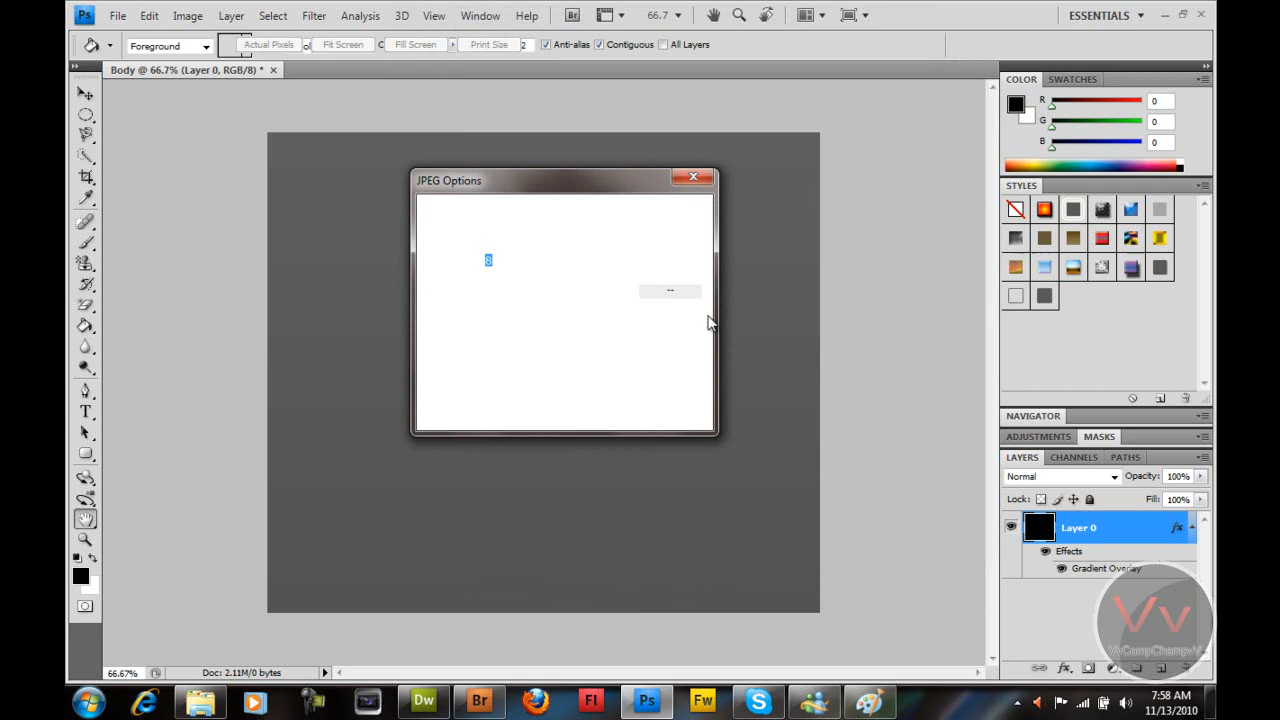 Ps File Edit Image Layer Select Filter Analysis 3D View Window Help Br 66.7 ESSENTIALS
Foreground Actual Pixels Fit Screen Fill Screen Print Size 2 Anti-alias Contiguous All Layers
Body @ 66.7% (Layer 0, RGB/8) *
COLOR SWATCHES
R 0
G 0
B 0
JPEG Options
8
--
STYLES
NAVIGATOR
ADJUSTMENTS MASKS
LAYERS CHANNELS PATHS
Normal Opacity: 100%
Lock: Fill: 100%
Layer 0 fx
Effects
Gradient Overlay
Vv
VvCompChampvV
66.67% Doc: 2.11M/0 bytes
Dw Br Fl Ps Fw
7:58 AM
11/13/2010